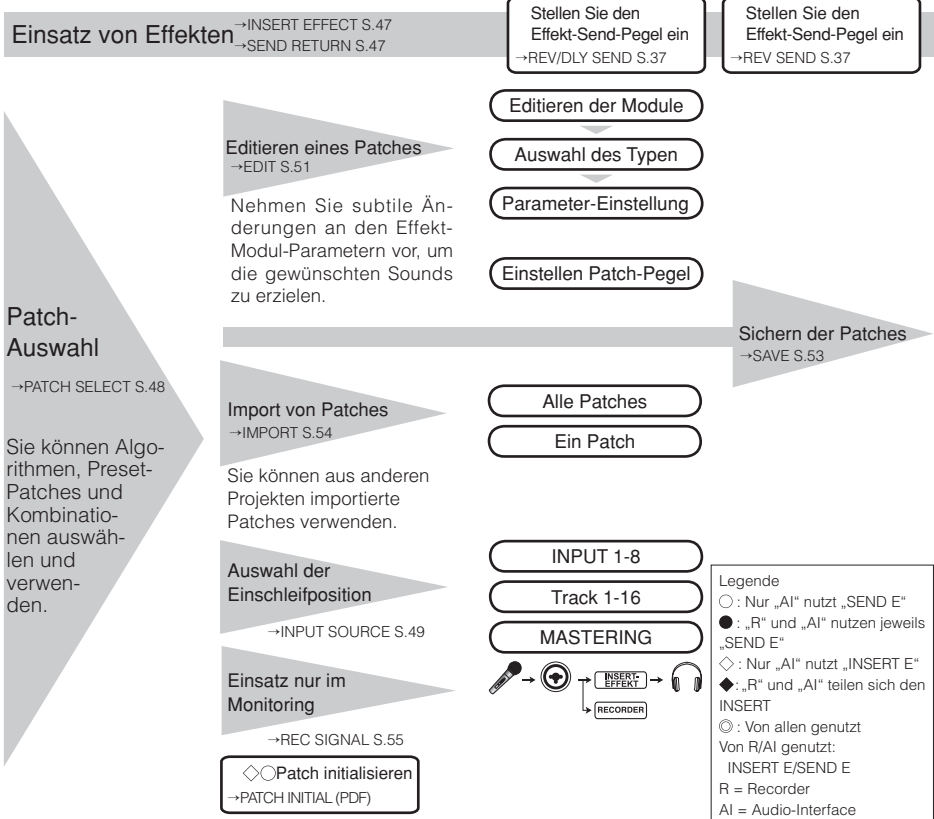 Einsatz von Effekten
→INSERT EFFECT S.47
→SEND RETURN S.47
Stellen Sie den
Effekt-Send-Pegel ein
→REV/DLY SEND S.37
Stellen Sie den
Effekt-Send-Pegel ein
→REV SEND S.37
Patch-
Auswahl
→PATCH SELECT S.48
Sie können Algo-
rithmen, Preset-
Patches und
Kombinatio-
nen auswäh-
len und
verwen-
den.
Editieren eines Patches
→EDIT S.51
Nehmen Sie subtile Än-
derungen an den Effekt-
Modul-Parametern vor, um
die gewünschten Sounds
zu erzielen.
Editieren der Module
Auswahl des Typen
Parameter-Einstellung
Einstellen Patch-Pegel
Sichern der Patches
→SAVE S.53
Import von Patches
→IMPORT S.54
Sie können aus anderen
Projekten importierte
Patches verwenden.
Alle Patches
Ein Patch
Auswahl der
Einschleifposition
→INPUT SOURCE S.49
INPUT 1-8
Track 1-16
MASTERING
Einsatz nur im
Monitoring
→REC SIGNAL S.55
INSERT-
EFFEKT
RECORDER
◇○Patch initialisieren
→PATCH INITIAL (PDF)
Legende
○ : Nur „AI“ nutzt „SEND E“
● : „R“ und „AI“ nutzen jeweils
„SEND E“
◇ : Nur „AI“ nutzt „INSERT E“
◆: „R“ und „AI“ teilen sich den
INSERT
◎ : Von allen genutzt
Von R/AI genutzt:
INSERT E/SEND E
R = Recorder
AI = Audio-Interface